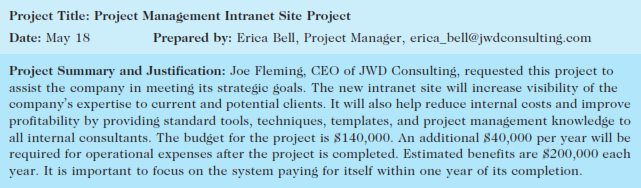 Project Title: Project Management Intranet Site Project
Date: May 18 Prepared by: Erica Bell, Project Manager, erica_bell@jwdconsulting.com
Project Summary and Justification: Joe Fleming, CEO of JWD Consulting, requested this project to
assist the company in meeting its strategic goals. The new intranet site will increase visibility of the
company's expertise to current and potential clients. It will also help reduce internal costs and improve
profitability by providing standard tools, techniques, templates, and project management knowledge to
all internal consultants. The budget for the project is $140,000. An additional $40,000 per year will be
required for operational expenses after the project is completed. Estimated benefits are $200,000 each
year. It is important to focus on the system paying for itself within one year of its completion.